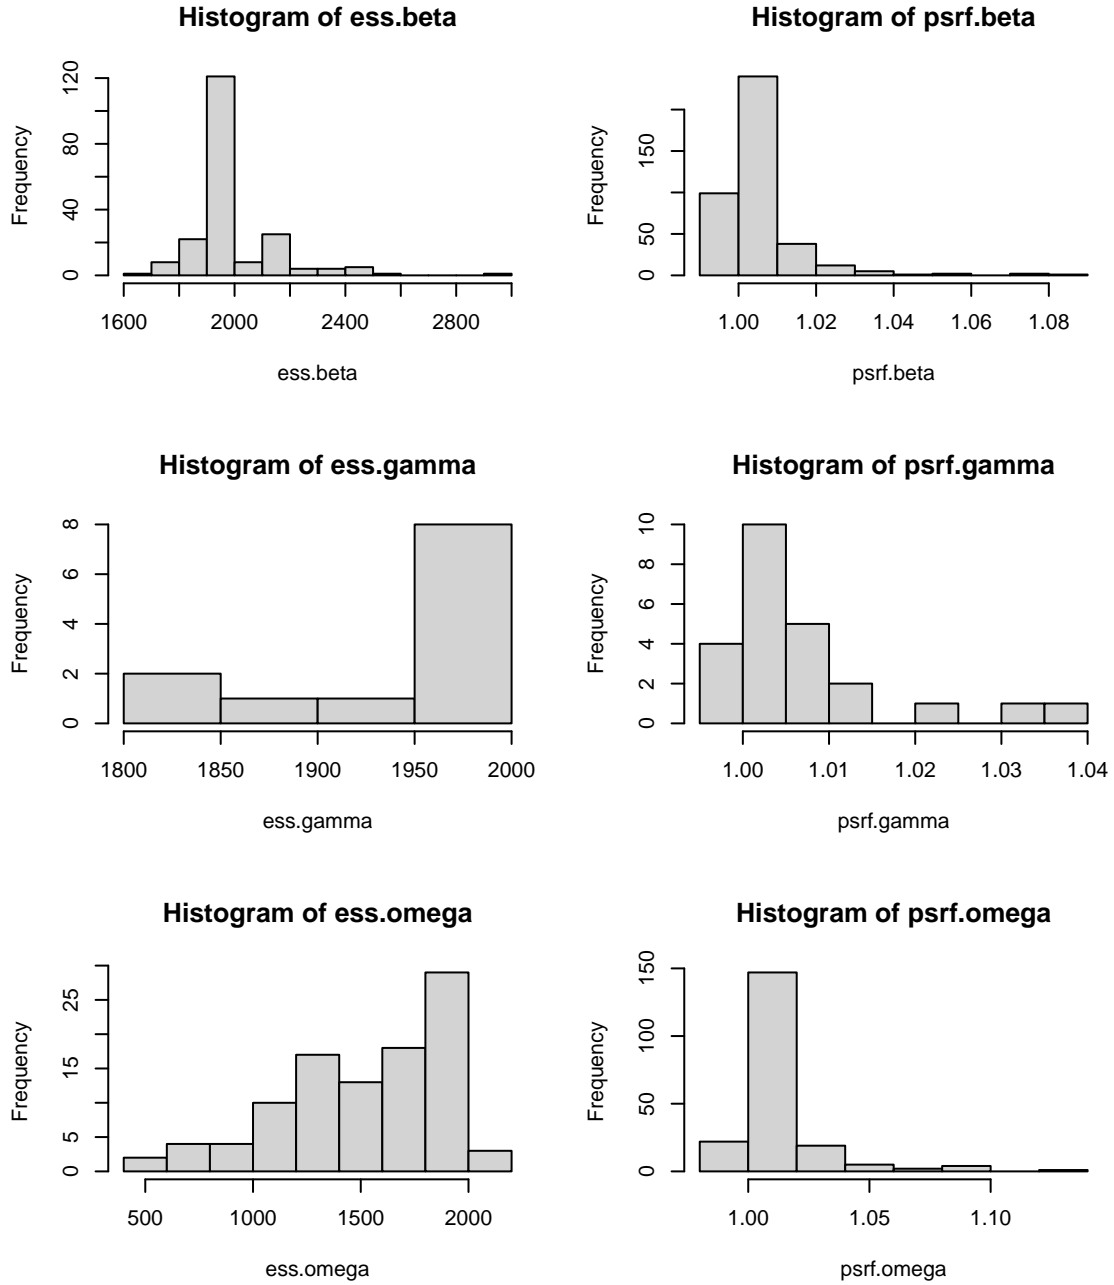 Histogram of ess.beta
Frequency
0
40
80
120
1600
2000
2400
2800
ess.beta
Histogram of psrf.beta
Frequency
0
50
150
1.00
1.02
1.04
1.06
1.08
psrf.beta
Histogram of ess.gamma
Frequency
0
2
4
6
8
1800
1850
1900
1950
2000
ess.gamma
Histogram of psrf.gamma
Frequency
0
2
4
6
8
10
1.00
1.01
1.02
1.03
1.04
psrf.gamma
Histogram of ess.omega
Frequency
0
5
15
25
500
1000
1500
2000
ess.omega
Histogram of psrf.omega
Frequency
0
50
100
150
1.00
1.05
1.10
psrf.omega